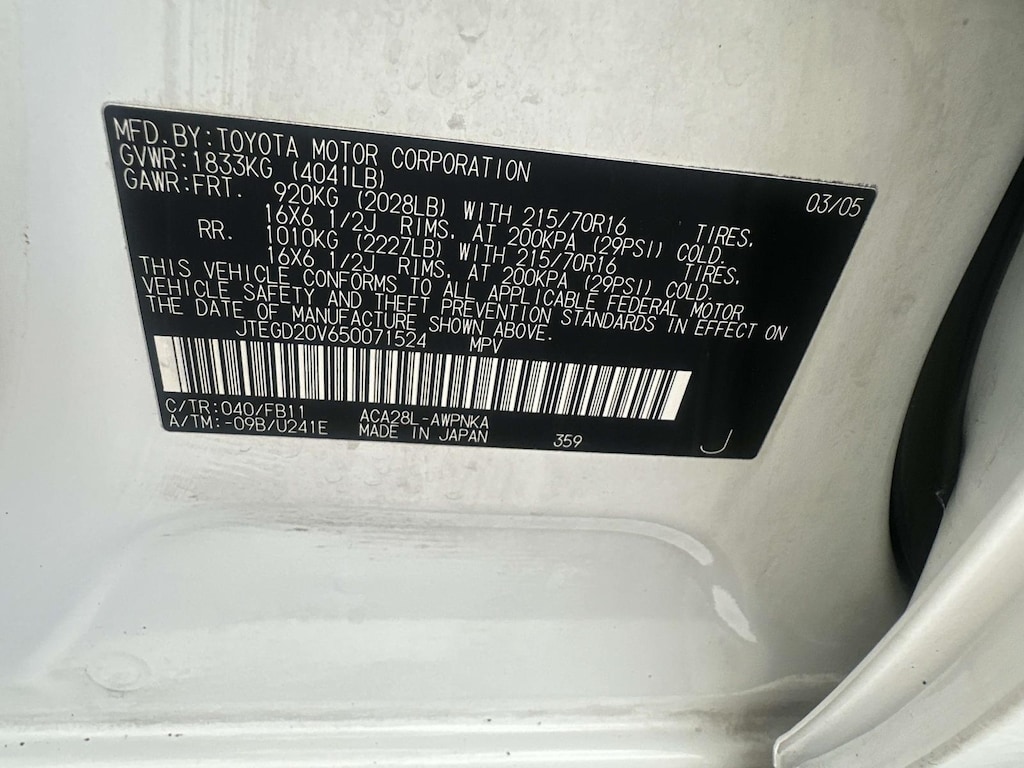 MFD.BY:TOYOTA MOTOR CORPORATION 03/05
GVWR:1833KG (4041LB)
GAWR:FRT. 920KG (2028LB) WITH 215/70R16 TIRES,
16X6 1/2J RIMS, AT 200KPA (29PSI) COLD.
RR. 1010KG (2227LB) WITH 215/70R16 TIRES,
16X6 1/2J RIMS, AT 200KPA (29PSI) COLD.
THIS VEHICLE CONFORMS TO ALL APPLICABLE FEDERAL MOTOR
VEHICLE SAFETY AND THEFT PREVENTION STANDARDS IN EFFECT ON
THE DATE OF MANUFACTURE SHOWN ABOVE.
JTEGD20V650071524 MPV
C/TR:040/FB11 ACA28L-AWPNKA
A/TM:-09B/U241E MADE IN JAPAN 359 J